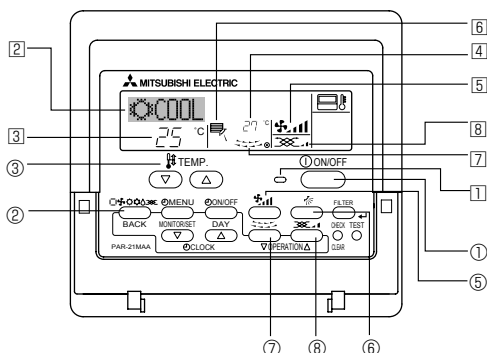 6
2
4
MITSUBISHI ELECTRIC
5
COOL
27 °C
3
25 °C
8
7
TEMP.
ON/OFF
3
1
MENU
ON/OFF
FILTER
2
BACK
MONITOR/SET
DAY
CHECK TEST
PAR-21MAA
CLOCK
OPERATION
CLEAR
1
5
7
8
6